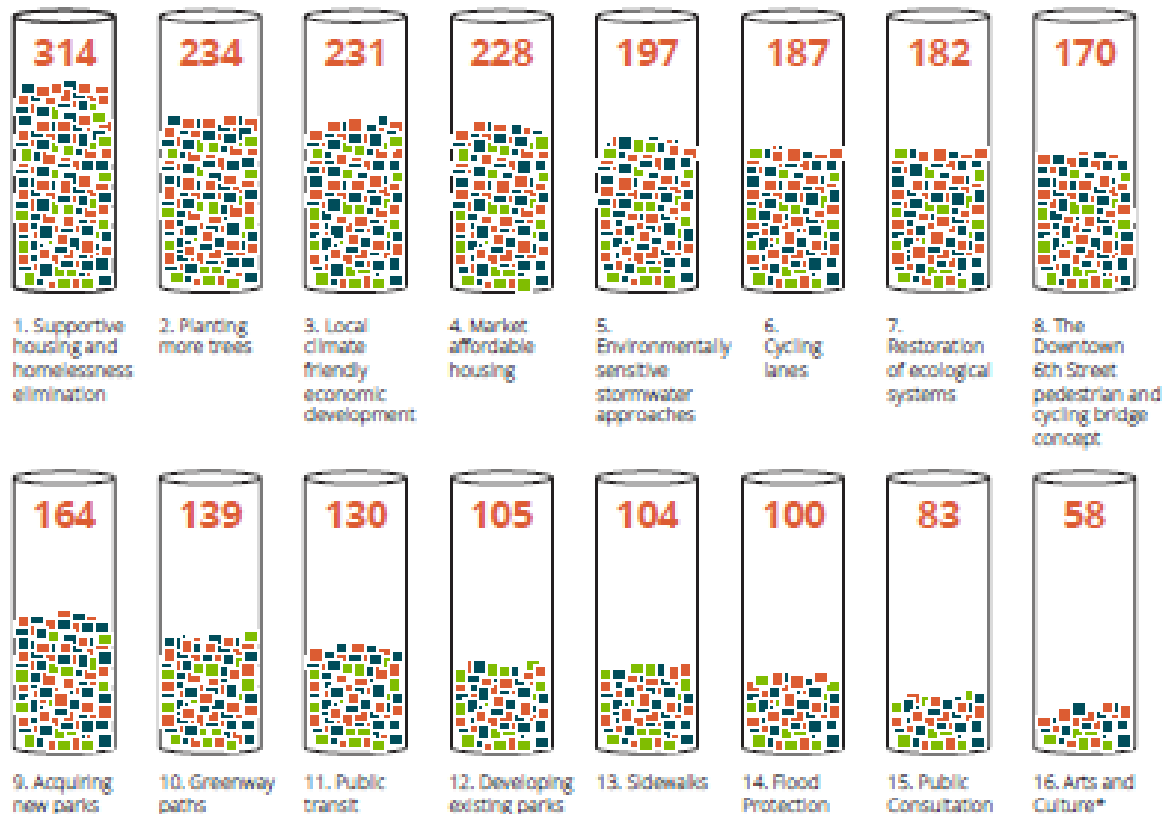 314 234 231 228 197 187 182 170
1. Supportive
housing and
homelessness
elimination
2. Planting
more trees
3. Local
climate
friendly
economic
development
4. Market
affordable
housing
5.
Environmentally
sensitive
stormwater
approaches
6.
Cycling
lanes
7.
Restoration
of ecological
systems
8. The
Downtown
6th Street
pedestrian and
cycling bridge
concept
164 139 130 105 104 100 83 58
9. Acquiring
new parks
10. Greenway
paths
11. Public
transit
12. Developing
existing parks
13. Sidewalks
14. Flood
Protection
15. Public
Consultation
16. Arts and
Culture*